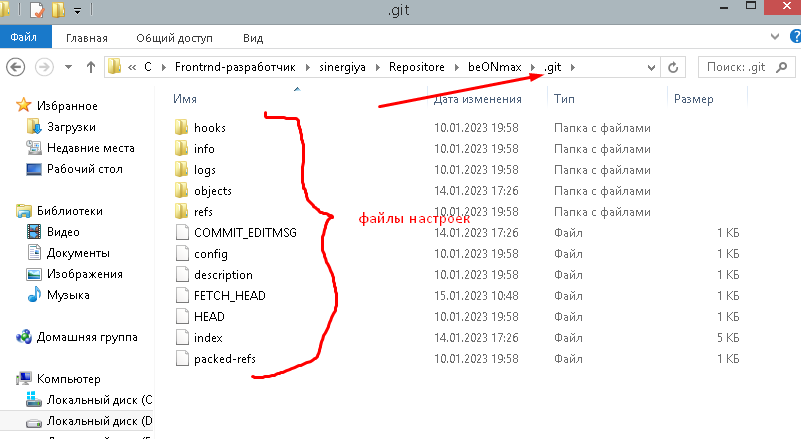 .git
Файл Главная Общий доступ Вид
« C Frontrnd-разработчик sinergiya Repositore beONmax .git Поиск: .git
Имя Дата изменения Тип Размер
Избранное
Загрузки
Недавние места
Рабочий стол
Библиотеки
Видео
Документы
Изображения
Музыка
Домашняя группа
Компьютер
Локальный диск (C
Локальный диск (D
hooks 10.01.2023 19:58 Папка с файлами
info 10.01.2023 19:58 Папка с файлами
logs 10.01.2023 19:58 Папка с файлами
objects 14.01.2023 17:26 Папка с файлами
refs 10.01.2023 19:58 Папка с файлами
файлы настроек
COMMIT_EDITMSG 14.01.2023 17:26 Файл 1 КБ
config 10.01.2023 19:58 Файл 1 КБ
description 10.01.2023 19:58 Файл 1 КБ
FETCH_HEAD 15.01.2023 10:48 Файл 1 КБ
HEAD 10.01.2023 19:58 Файл 1 КБ
index 14.01.2023 17:26 Файл 5 КБ
packed-refs 10.01.2023 19:58 Файл 1 КБ